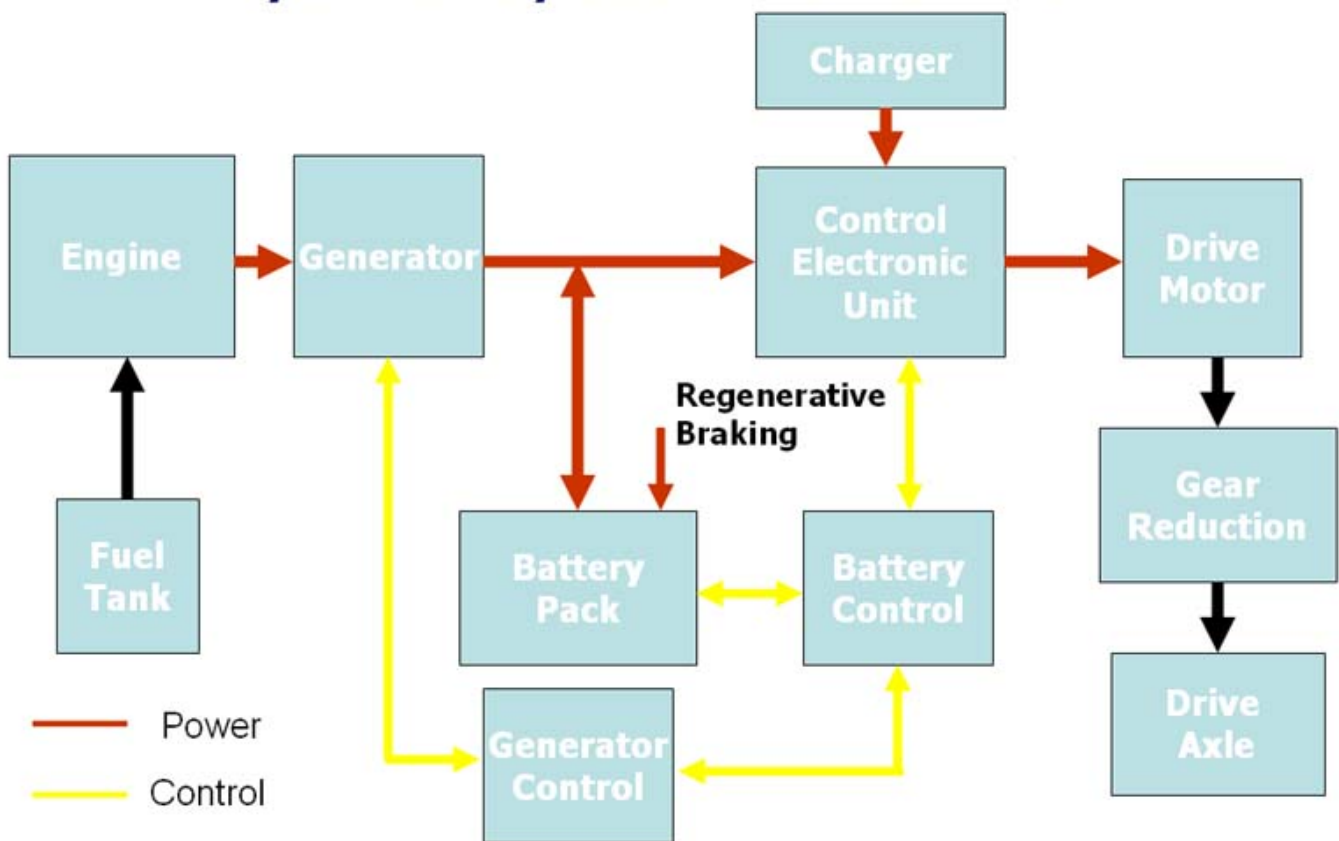 Charger
Engine
Generator
Control
Electronic
Unit
Drive
Motor
Regenerative
Braking
Fuel
Tank
Battery
Pack
Battery
Control
Gear
Reduction
Generator
Control
Drive
Axle
Power
Control